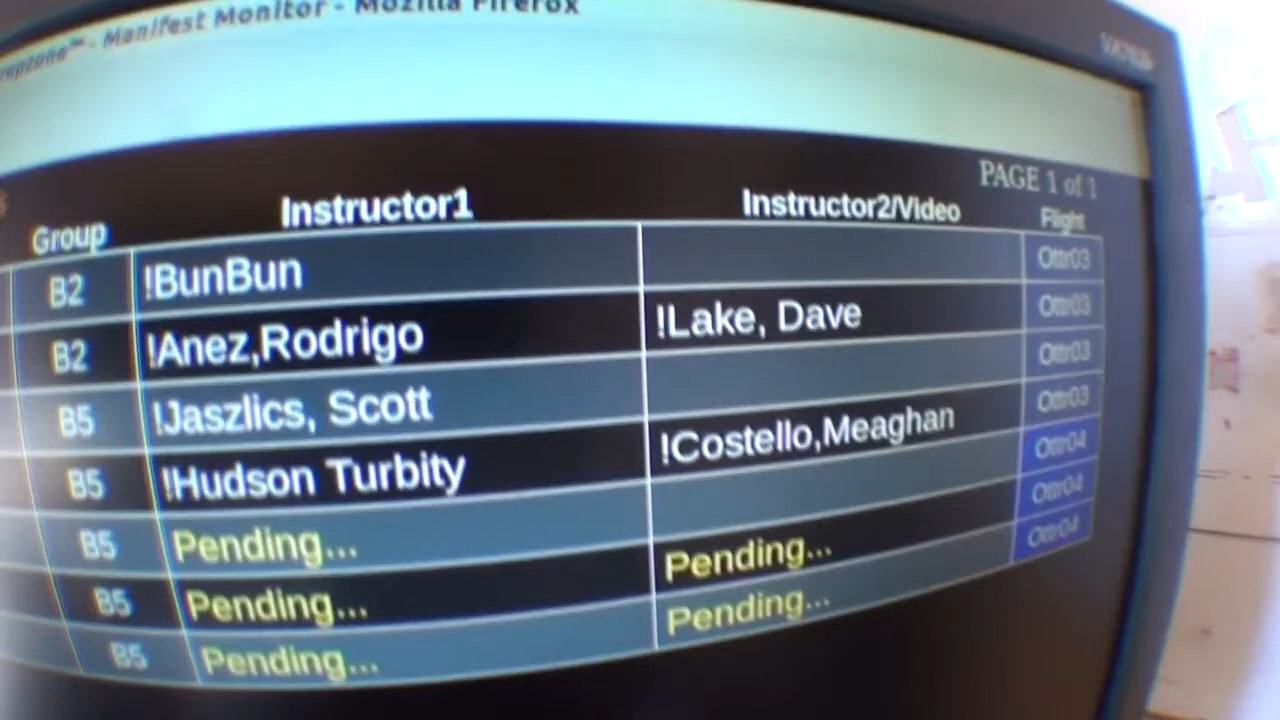 - Manifest Monitor - Mozilla Firefox
PAGE 1 of 1
Group Instructor1 Instructor2/Video Flight
B2 !BunBun Ottr03
B2 !Anez,Rodrigo !Lake, Dave Ottr03
B5 !Jaszlics, Scott Ottr03
B5 !Hudson Turbity !Costello,Meaghan Ottr03
B5 Pending... Ottr04
B5 Pending... Pending... Ottr04
B5 Pending... Pending... Ottr04